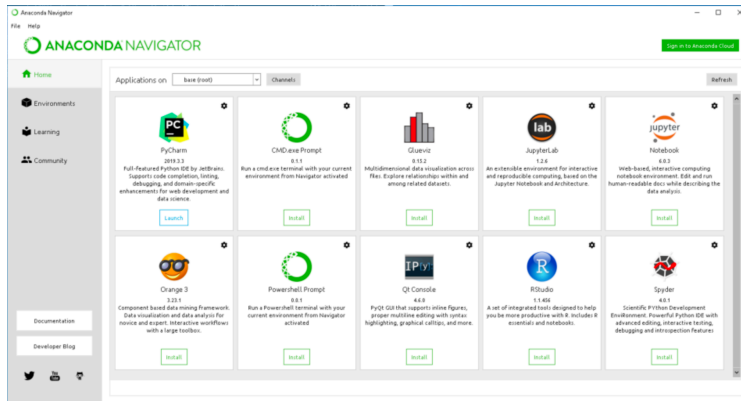 Anaconda Navigator
File Help
ANACONDA NAVIGATOR
Sign in to Anaconda Cloud
Home
Environments
Learning
Community
Documentation
Developer Blog
Applications on
base (root)
Channels
Refresh
PC
PyCharm
2019.3.3
Full-featured Python IDE by JetBrains.
Supports code completion, linting,
debugging, and domain-specific
enhancements for web development and
data science.
Launch
CMD.exe Prompt
0.1.1
Run a cmd.exe terminal with your current
environment from Navigator activated
Install
Glueviz
0.15.2
Multidimensional data visualization across
files. Explore relationships within and
among related datasets.
Install
lab
JupyterLab
1.2.6
An extensible environment for interactive
and reproducible computing, based on the
Jupyter Notebook and Architecture.
Install
jupyter
Notebook
6.0.3
Web-based, interactive computing
notebook environment. Edit and run
human-readable docs while describing the
data analysis.
Install
Orange 3
3.23.1
Component based data mining framework.
Data visualization and data analysis for
novice and expert. Interactive workflows
with a large toolbox.
Install
Powershell Prompt
0.0.1
Run a Powershell terminal with your
current environment from Navigator
activated
Install
IP[y]:
Qt Console
4.6.0
PyQt GUI that supports inline figures,
proper multiline editing with syntax
highlighting, graphical calltips, and more.
Install
R
RStudio
1.1.456
A set of integrated tools designed to help
you be more productive with R. Includes R
essentials and notebooks.
Install
Spyder
4.0.1
Scientific PYthon Development
EnviRonment. Powerful Python IDE with
advanced editing, interactive testing,
debugging and introspection features
Install